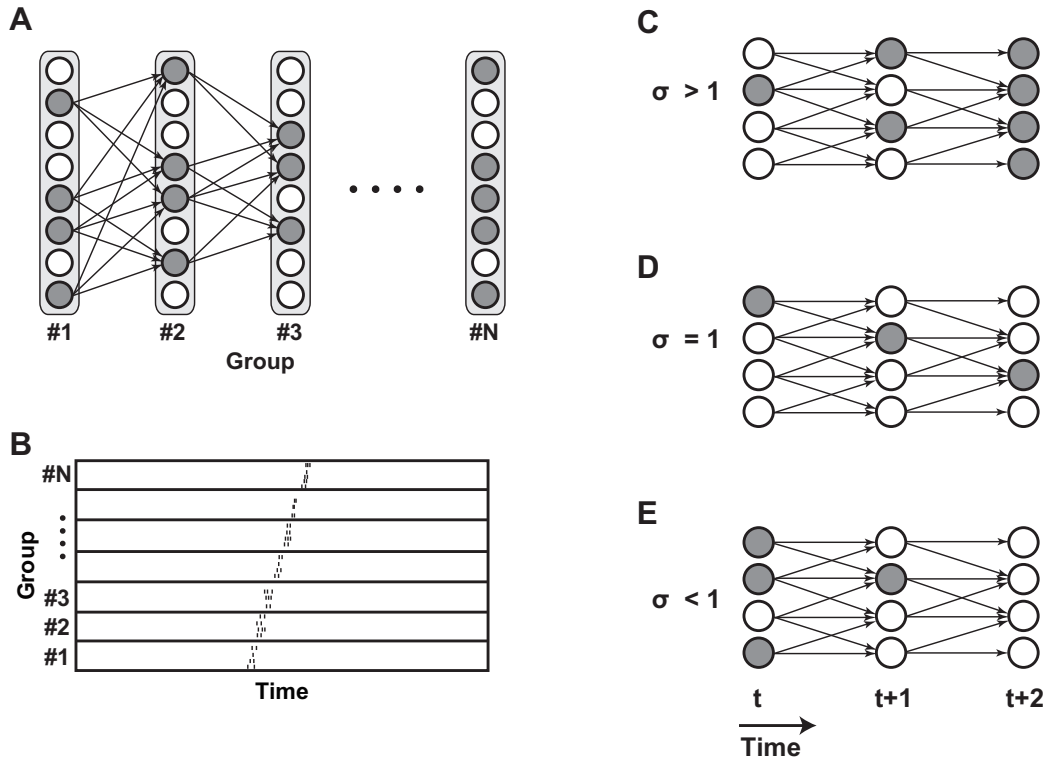 A
#1 #2 #3 #N
Group
B
#N
#3
#2
#1
Group
Time
C
σ > 1
D
σ = 1
E
σ < 1
t t+1 t+2
Time